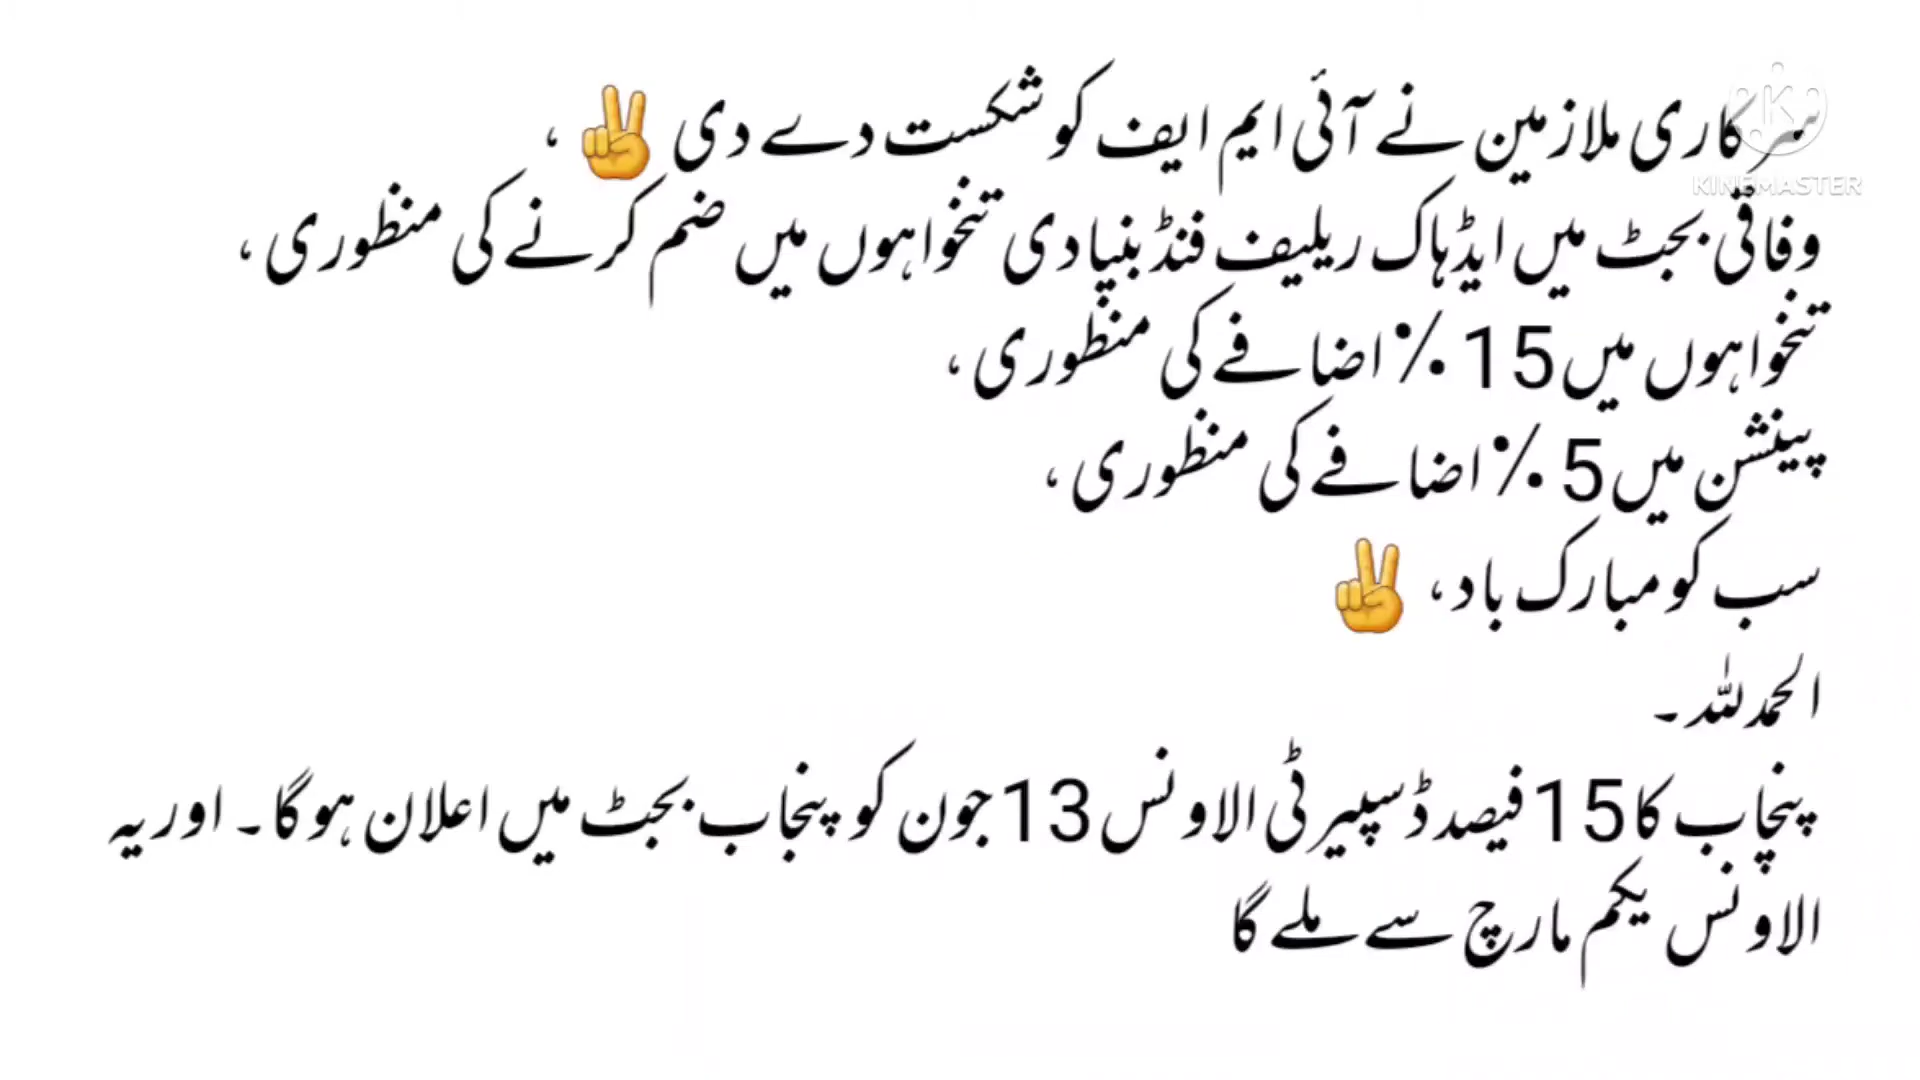 سرکاری ملازمین نے آئی ایم ایف کو شکست دے دی ✌️ ،
وفاقی بجٹ میں ایڈہاک ریلیف فنڈ بنیادی تنخواہوں میں ضم کرنے کی منظوری ،
تنخواہوں میں 15 ٪ اضافے کی منظوری ،
پینشن میں 5 ٪ اضافے کی منظوری ،
سب کو مبارک باد ، ✌️
الحمدللہ ۔
پنجاب کا 15 فیصد ڈسپیرٹی الاونس 13 جون کو پنجاب بجٹ میں اعلان ہوگا ۔ اور یہ
الاونس یکم مارچ سے ملے گا
KINEMASTER